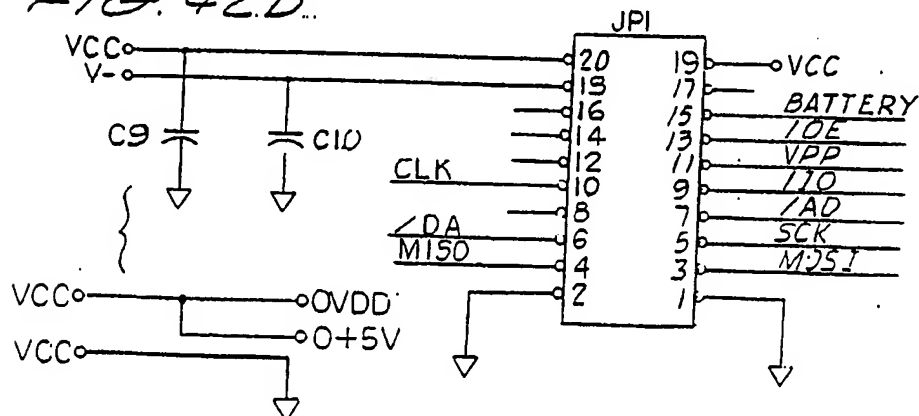 FIG. 42D
JP1
VCC
V-
20
18
16
14
12
10
8
6
4
2
19
17
15
13
11
9
7
5
3
1
VCC
BATTERY
/OE
VPP
/IO
/AD
SCK
MOSI
C9
C10
CLK
/DA
MISO
VCC
OVDD
O+5V
VCC